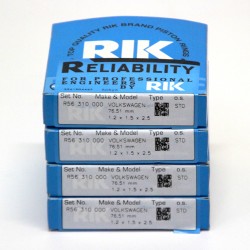 TOP QUALITY RIK BRAND PISTON RINGS
RIK
RELIABILITY
FOR PROFESSIONAL
ENGINEERS
BY RIK
Set No. Make & Model Type o.s.
R56 310 000 VOLKSWAGEN STD
76.51 mm
1.2 x 1.5 x 2.5
Set No. Make & Model Type o.s.
R56 310 000 VOLKSWAGEN STD
76.51 mm
1.2 x 1.5 x 2.5
Set No. Make & Model Type o.s.
R56 310 000 VOLKSWAGEN STD
76.51 mm
1.2 x 1.5 x 2.5
Set No. Make & Model Type o.s.
R56 310 000 VOLKSWAGEN STD
76.51 mm
1.2 x 1.5 x 2.5